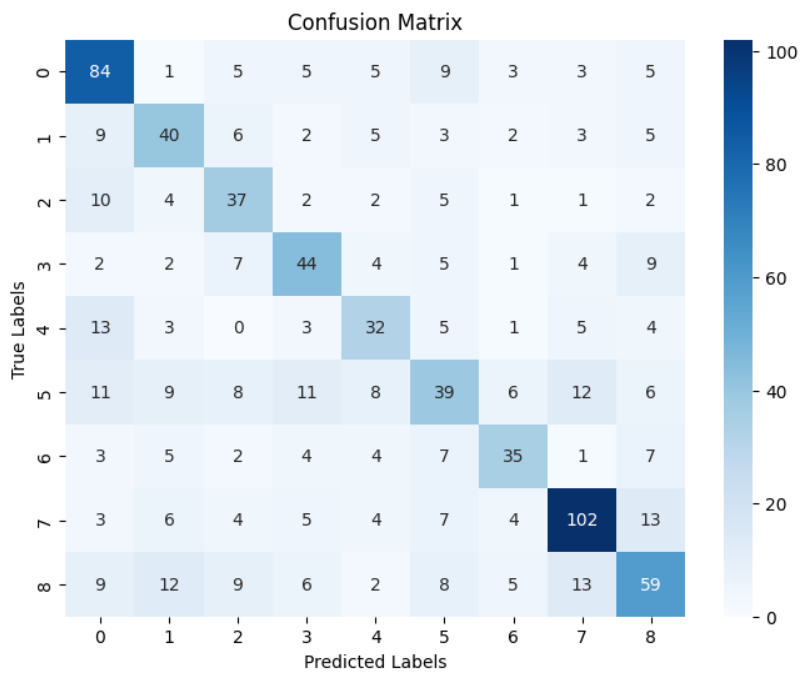 Confusion Matrix
True Labels
0 84 1 5 5 5 9 3 3 5
1 9 40 6 2 5 3 2 3 5
2 10 4 37 2 2 5 1 1 2
3 2 2 7 44 4 5 1 4 9
4 13 3 0 3 32 5 1 5 4
5 11 9 8 11 8 39 6 12 6
6 3 5 2 4 4 7 35 1 7
7 3 6 4 5 4 7 4 102 13
8 9 12 9 6 2 8 5 13 59
0 1 2 3 4 5 6 7 8
Predicted Labels
100
80
60
40
20
0